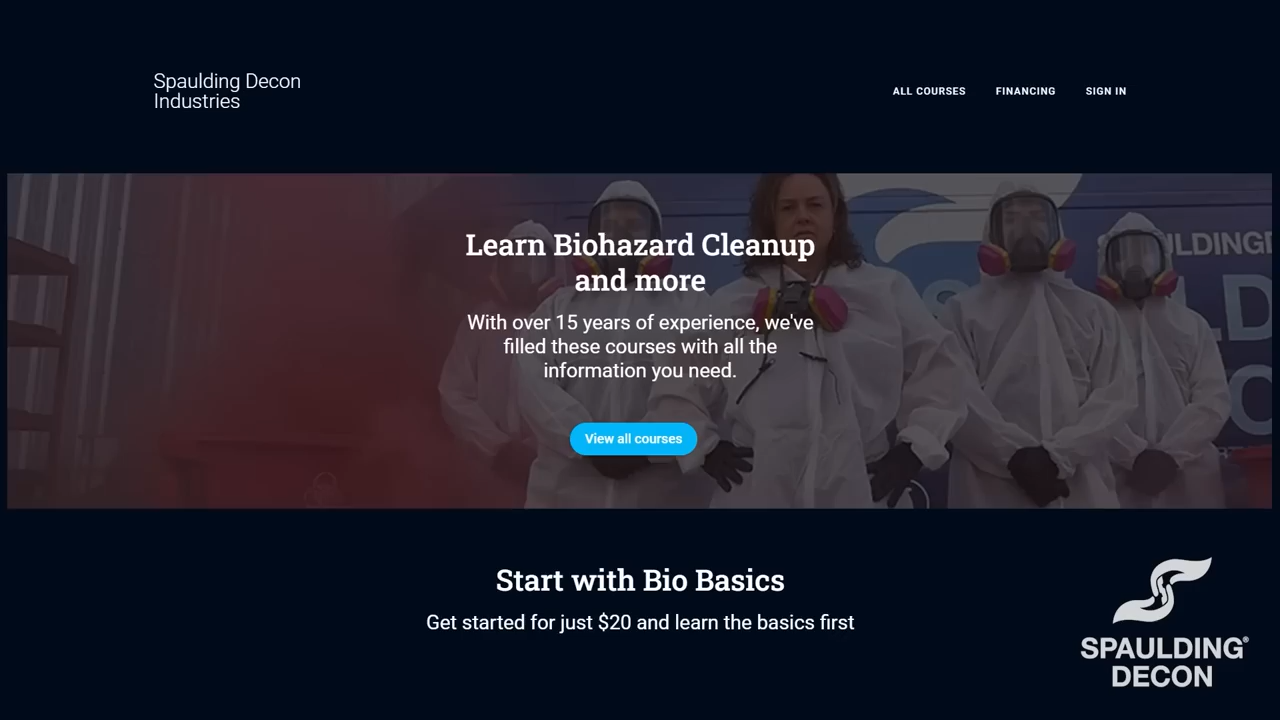 Spaulding Decon
Industries
ALL COURSES
FINANCING
SIGN IN
Learn Biohazard Cleanup
and more
With over 15 years of experience, we've
filled these courses with all the
information you need.
View all courses
Start with Bio Basics
Get started for just $20 and learn the basics first
SPAULDING®
DECON